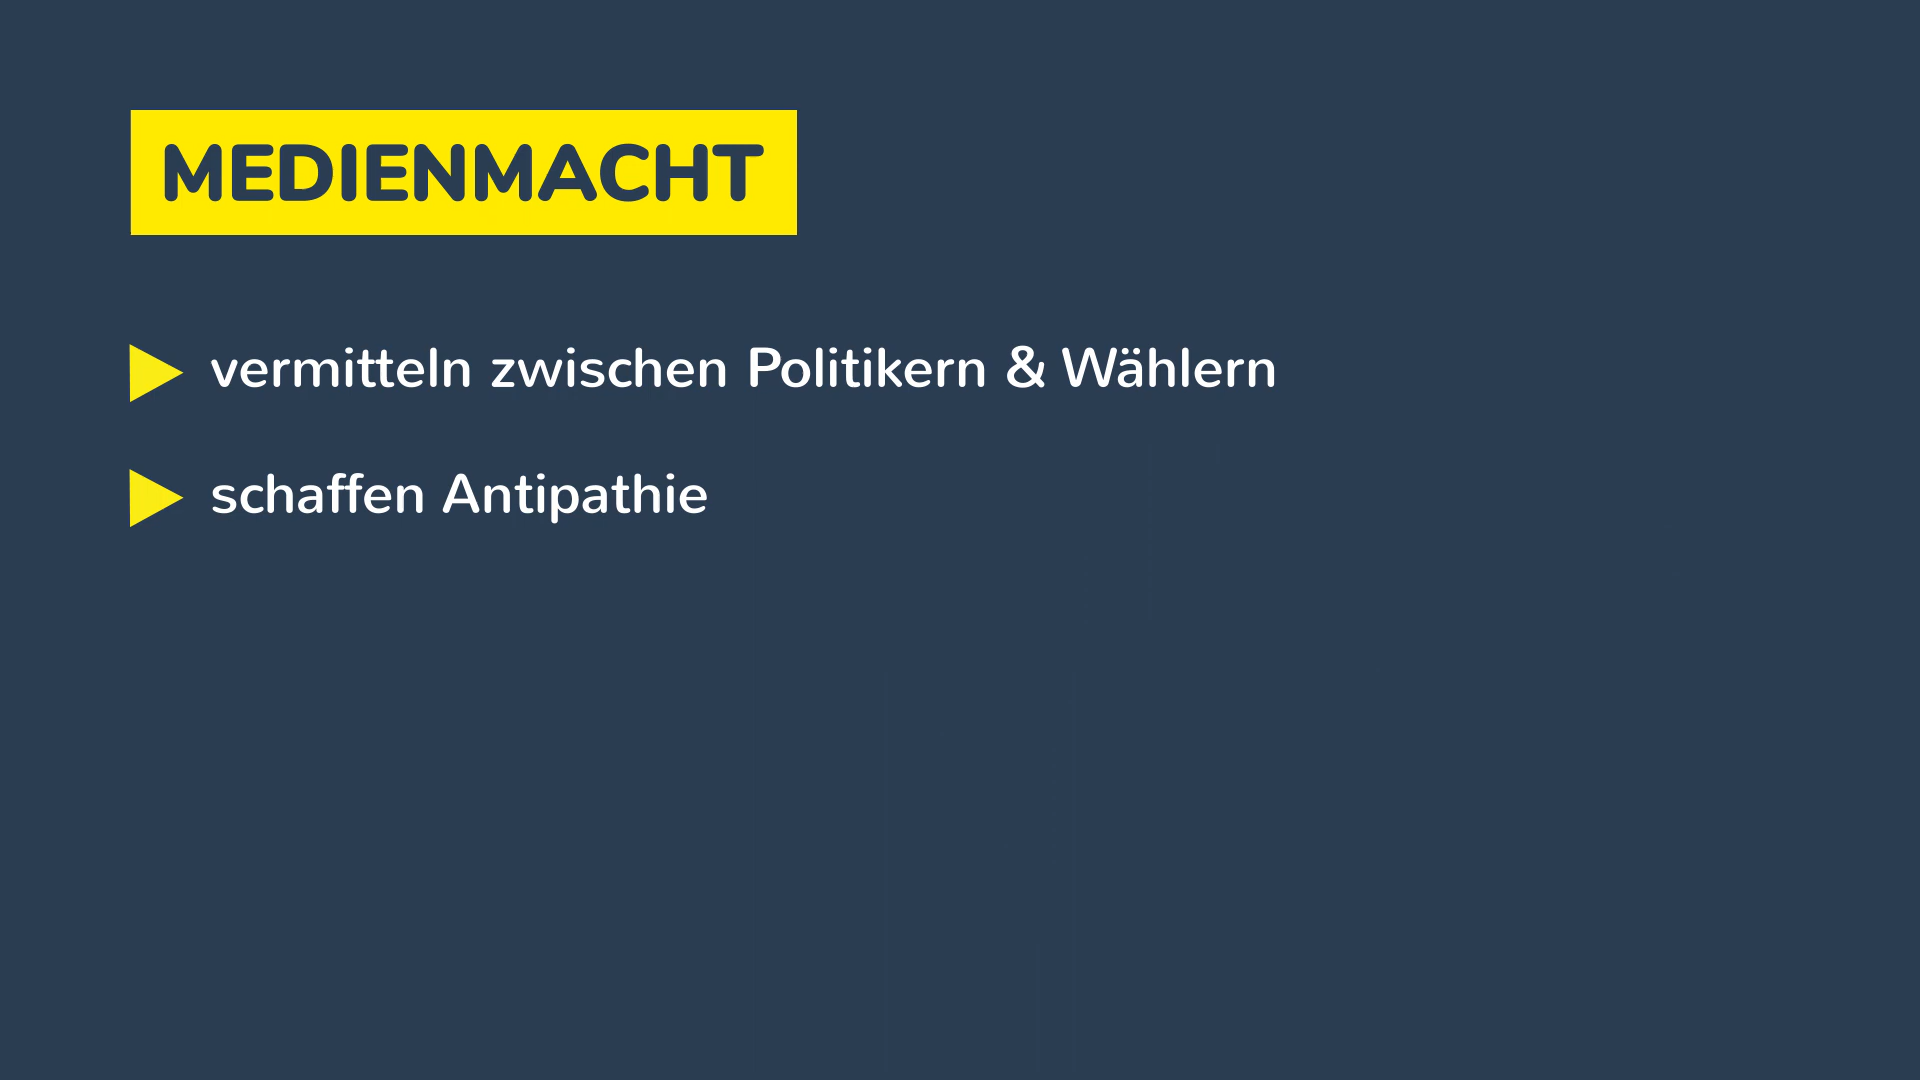 MEDIENMACHT
vermitteln zwischen Politikern & Wählern
schaffen Antipathie